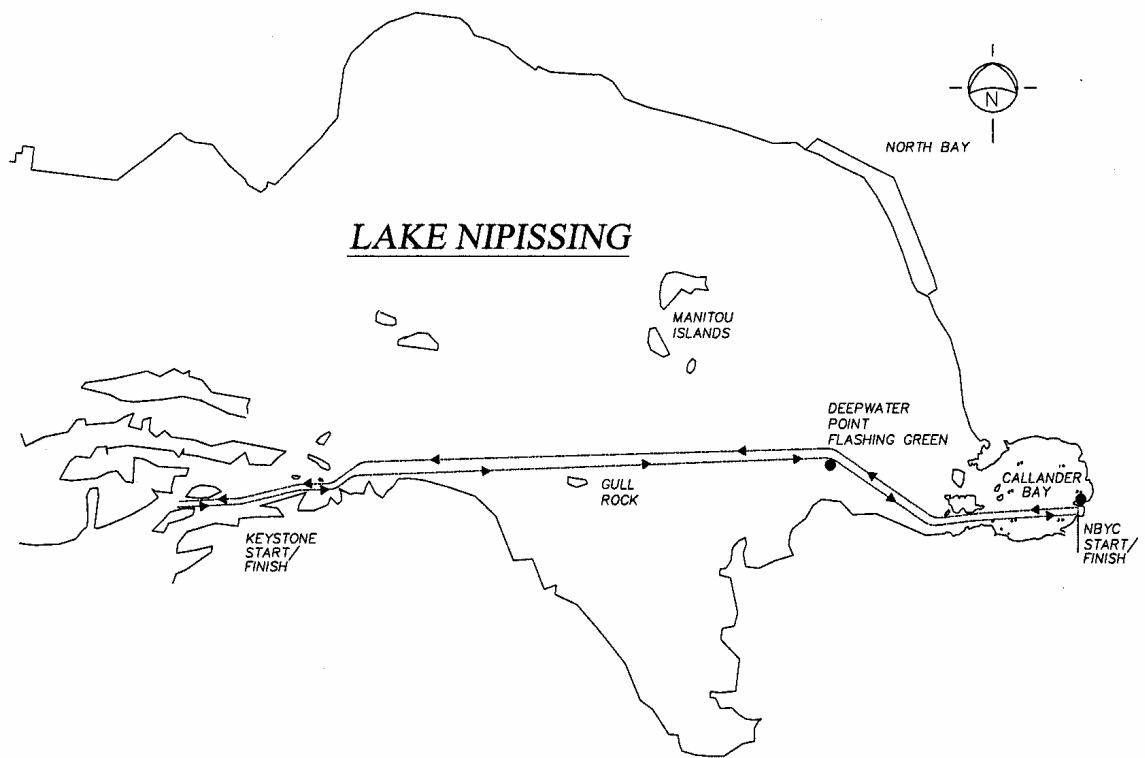 N
NORTH BAY
LAKE NIPISSING
MANITOU
ISLANDS
DEEPWATER
POINT
FLASHING GREEN
CALLANDER
BAY
GULL
ROCK
KEYSTONE
START/
FINISH
NBYC
START/
FINISH